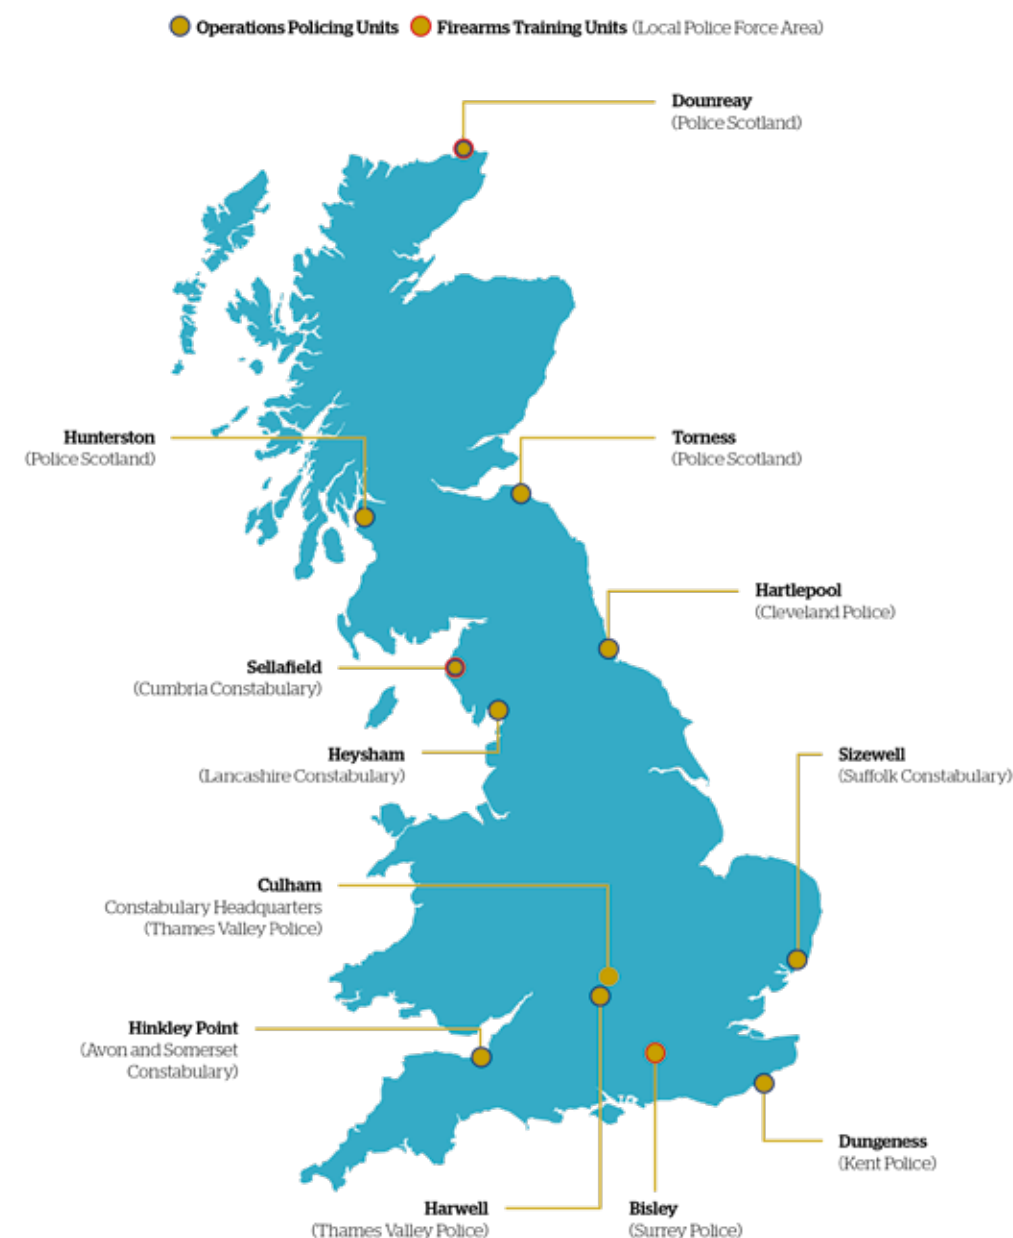 Operations Policing Units Firearms Training Units (Local Police Force Area)
Dounreay
(Police Scotland)
Hunterston
(Police Scotland)
Torness
(Police Scotland)
Hartlepool
(Cleveland Police)
Sellafield
(Cumbria Constabulary)
Heysham
(Lancashire Constabulary)
Sizewell
(Suffolk Constabulary)
Culham
Constabulary Headquarters
(Thames Valley Police)
Hinkley Point
(Avon and Somerset
Constabulary)
Dungeness
(Kent Police)
Harwell
(Thames Valley Police)
Bisley
(Surrey Police)